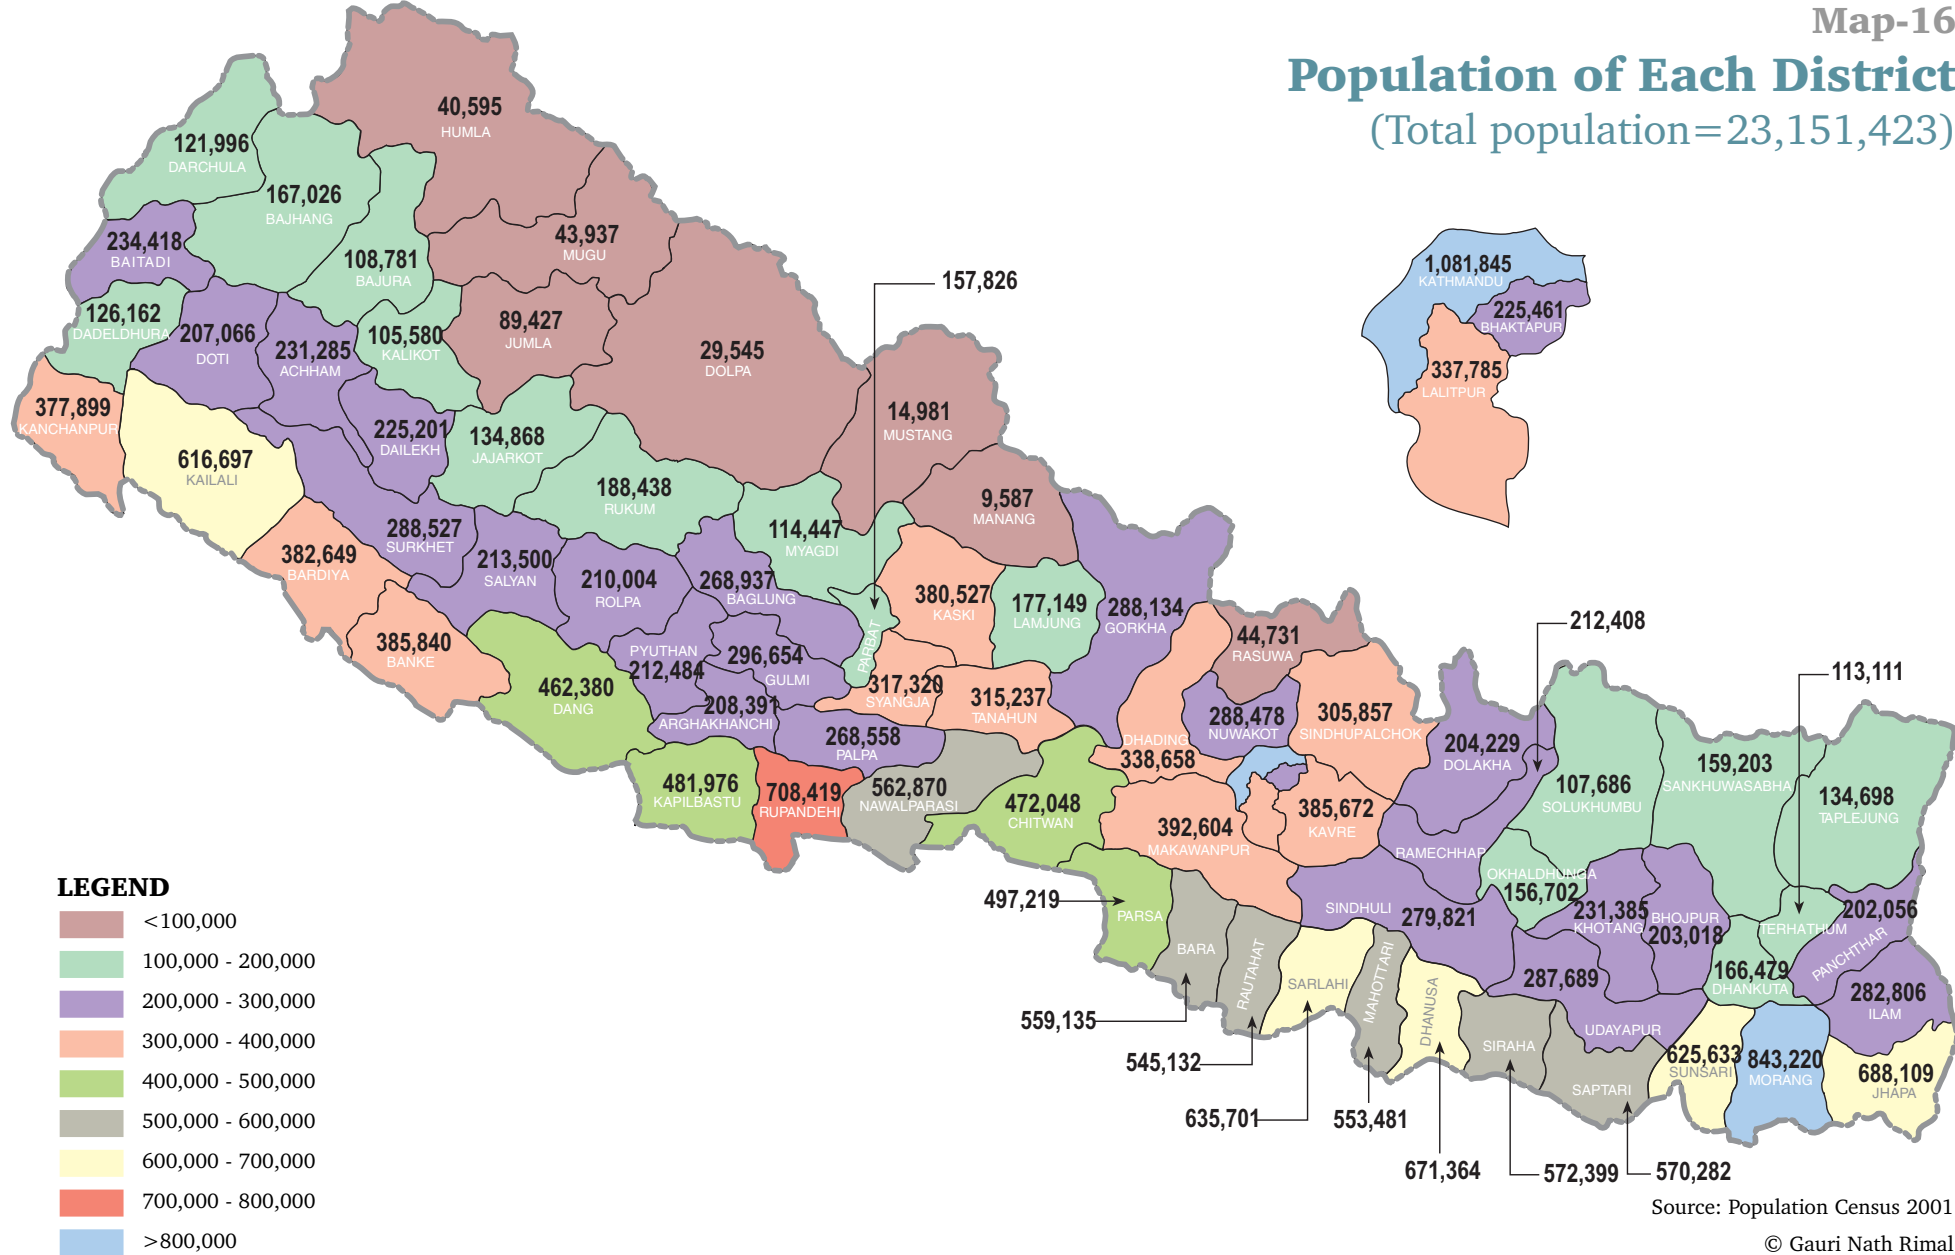 Map-16
Population of Each District
(Total population=23,151,423)
40,595
HUMLA
121,996
DARCHULA
167,026
BAJHANG
234,418
BAITADI
108,781
BAJURA
43,937
MUGU
126,162
DADELDHURA
207,066
DOTI
231,285
ACHHAM
105,580
KALIKOT
89,427
JUMLA
29,545
DOLPA
157,826
1,081,845
KATHMANDU
225,461
BHAKTAPUR
337,785
LALITPUR
377,899
KANCHANPUR
616,697
KAILALI
225,201
DAILEKH
134,868
JAJARKOT
14,981
MUSTANG
188,438
RUKUM
9,587
MANANG
288,527
SURKHET
114,447
MYAGDI
382,649
BARDIYA
213,500
SALYAN
210,004
ROLPA
268,937
BAGLUNG
380,527
KASKI
177,149
LAMJUNG
288,134
GORKHA
385,840
BANKE
PYUTHAN
212,484
296,654
GULMI
PARBAT
44,731
RASUWA
212,408
113,111
462,380
DANG
208,391
ARGHAKHANCHI
317,320
SYANGJA
315,237
TANAHUN
288,478
NUWAKOT
305,857
SINDHUPALCHOK
268,558
PALPA
DHADING
338,658
204,229
DOLAKHA
107,686
SOLUKHUMBU
159,203
SANKHUWASABHA
134,698
TAPLEJUNG
481,976
KAPILBASTU
708,419
RUPANDEHI
562,870
NAWALPARASI
472,048
CHITWAN
392,604
MAKAWANPUR
385,672
KAVRE
RAMECHHAP
OKHALDHUNGA
156,702
497,219
PARSA
SINDHULI
279,821
231,385
KHOTANG
BHOJPUR
203,018
TERHATHUM
202,056
PANCHTHAR
BARA
RAUTAHAT
SARLAHI
MAHOTTARI
DHANUSA
287,689
UDAYAPUR
166,479
DHANKUTA
282,806
ILAM
559,135
545,132
635,701
553,481
671,364
SIRAHA
572,399
SAPTARI
570,282
625,633
SUNSARI
843,220
MORANG
688,109
JHAPA
LEGEND
<100,000
100,000 - 200,000
200,000 - 300,000
300,000 - 400,000
400,000 - 500,000
500,000 - 600,000
600,000 - 700,000
700,000 - 800,000
>800,000
Source: Population Census 2001
© Gauri Nath Rimal